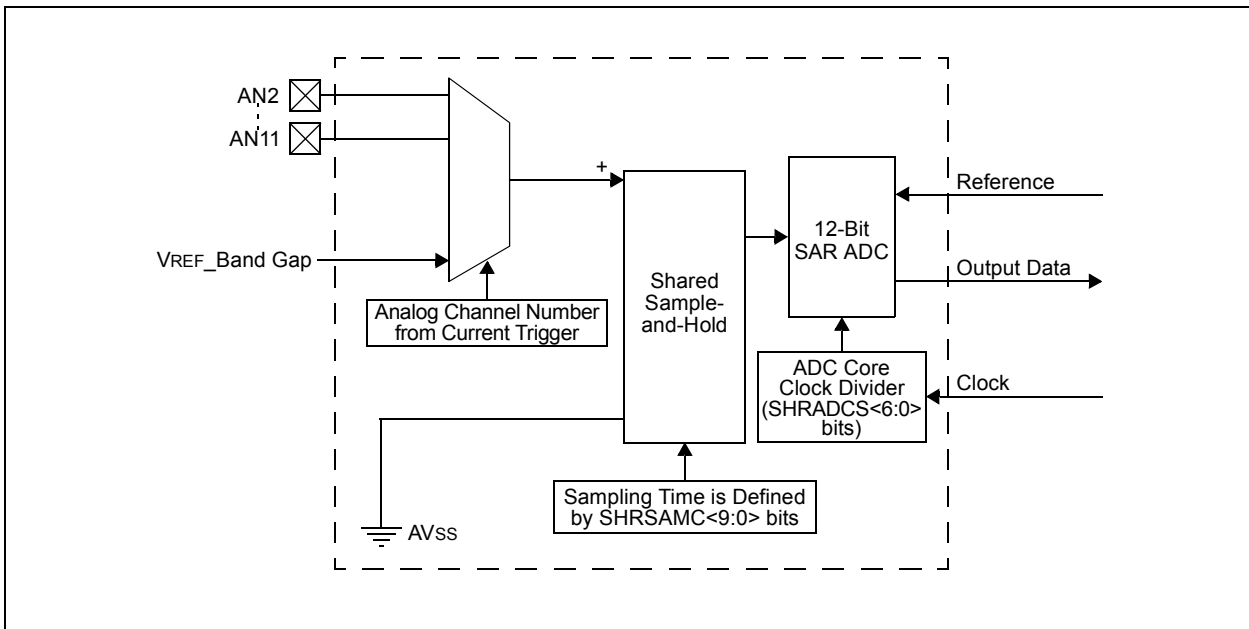 AN2
AN11
VREF_Band Gap
+
Analog Channel Number
from Current Trigger
Shared
Sample-
and-Hold
12-Bit
SAR ADC
Reference
Output Data
ADC Core
Clock Divider
(SHRADCS<6:0>
bits)
Clock
Sampling Time is Defined
by SHRSAMC<9:0> bits
AVSS